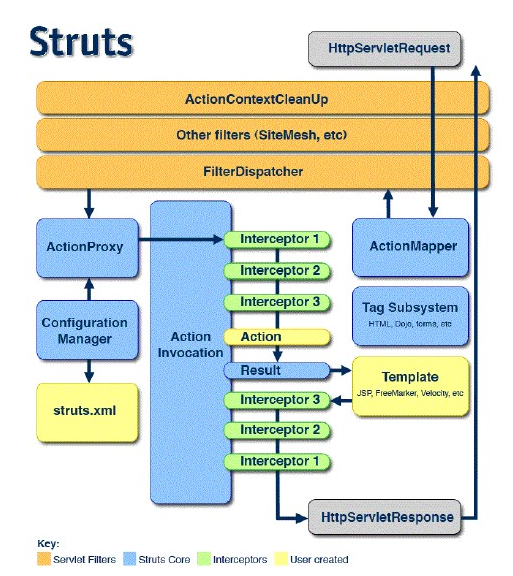 Struts
HttpServletRequest
ActionContextCleanUp
Other filters (SiteMesh, etc)
FilterDispatcher
ActionProxy
Interceptor 1
ActionMapper
Interceptor 2
Interceptor 3
Tag Subsystem
HTML, Dojo, forms, etc
Configuration
Manager
Action
Invocation
Action
Result
Template
JSP, FreeMarker, Velocity, etc
struts.xml
Interceptor 3
Interceptor 2
Interceptor 1
HttpServletResponse
Key:
Servlet Filters
Struts Core
Interceptors
User created